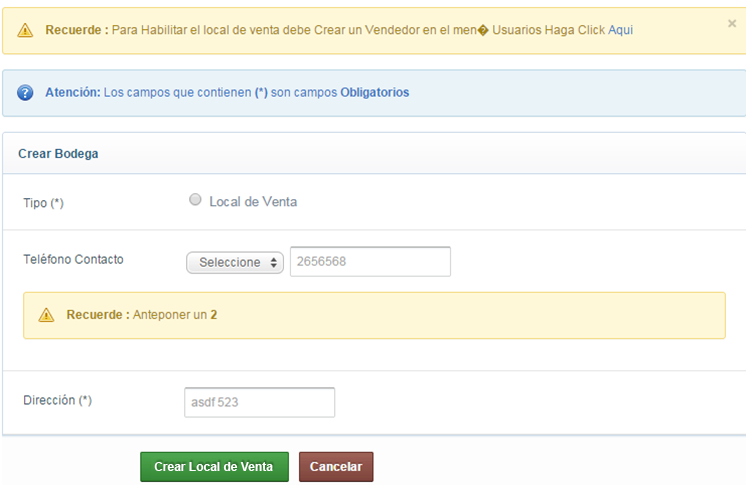 Recuerde : Para Habilitar el local de venta debe Crear un Vendedor en el men� Usuarios Haga Click Aqui
×
Atención: Los campos que contienen (*) son campos Obligatorios
Crear Bodega
Tipo (*)
Local de Venta
Teléfono Contacto
Seleccione
2656568
Recuerde : Anteponer un 2
Dirección (*)
asdf 523
Crear Local de Venta
Cancelar